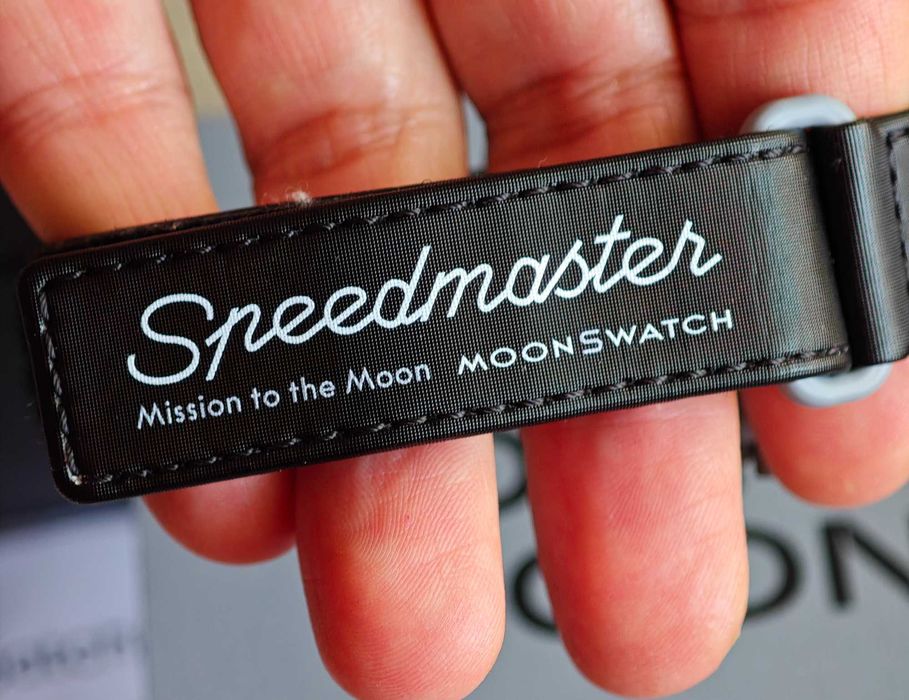 Speedmaster
Mission to the Moon MOONSWATCH